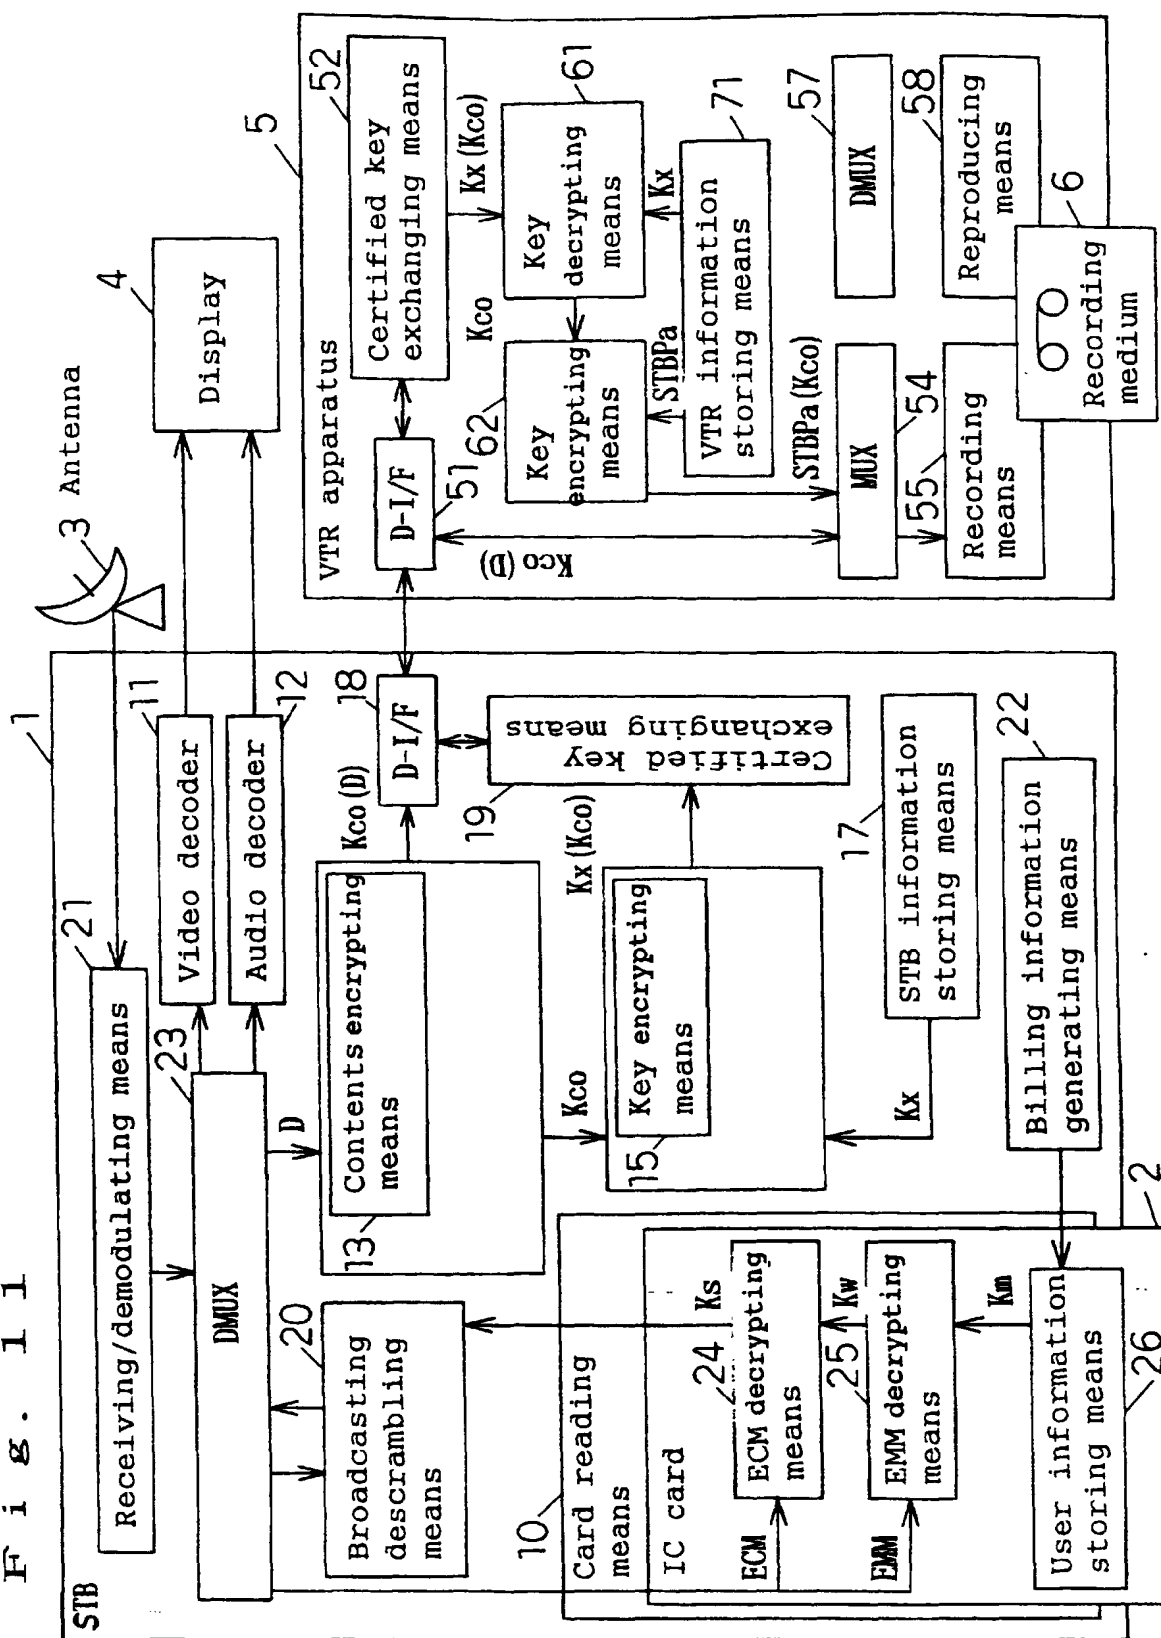 Fig. 11
STB
1
Receiving/demodulating means
21
3 Antenna
DMUX
23
Video decoder
11
Audio decoder
12
Display
4
Broadcasting
descrambling
means
20
D
Contents encrypting
means
13
Kco(D)
D-I/F
18
Certified key
exchanging means
19
Kco
Key encrypting
means
15
Kx(Kco)
Kx
STB information
storing means
17
Billing information
generating means
22
Card reading
means
10
IC card
2
ECM
ECM decrypting
means
24
Ks
EMM
EMM decrypting
means
25
Kw
Km
User information
storing means
26
VTR apparatus
5
D-I/F
51
Certified key
exchanging means
52
Kx(Kco)
Key
decrypting
means
61
Kco
Key
encrypting
means
62
Kx
STBPa
VTR information
storing means
71
Kco(D)
STBPa(Kco)
MUX
54
DMUX
57
Recording
means
55
Reproducing
means
58
Recording
medium
6